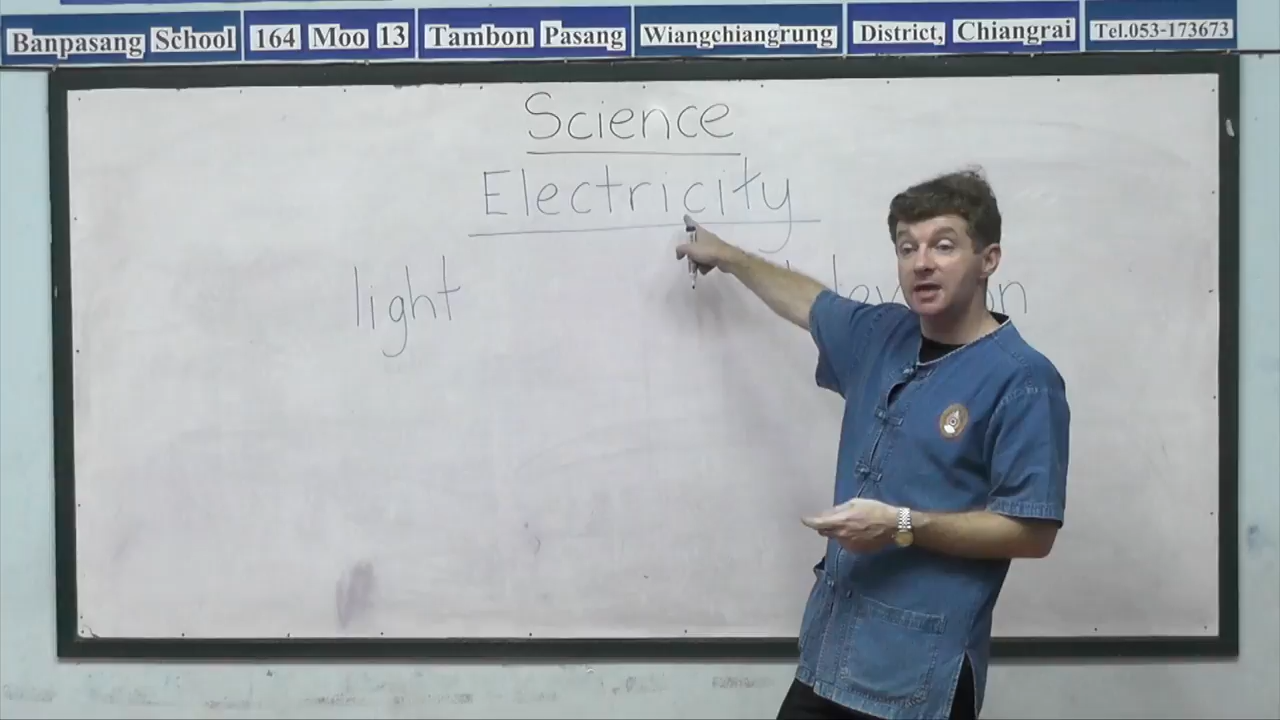 Banpasang School 164 Moo 13 Tambon Pasang Wiangchiangrung District, Chiangrai Tel.053-173673
Science
Electricity
light